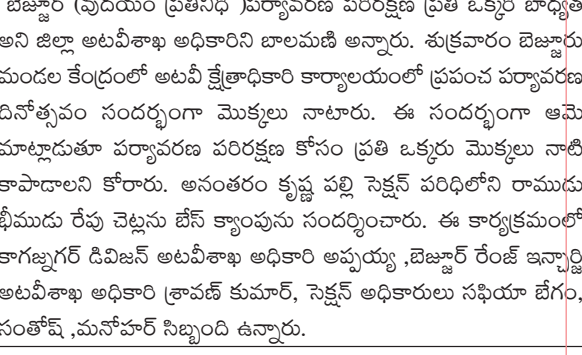 బెజ్జూర్ (వుదయం ప్రతినిధి )పర్యావరణ పరిరక్షణ ప్రతి ఒక్కరి బాధ్యత
అని జిల్లా అటవీశాఖ అధికారిని బాలమణి అన్నారు. శుక్రవారం బెజ్జూరు
మండల కేంద్రంలో అటవీ క్షేత్రాధికారి కార్యాలయంలో ప్రపంచ పర్యావరణ
దినోత్సవం సందర్భంగా మొక్కలు నాటారు. ఈ సందర్భంగా ఆమె
మాట్లాడుతూ పర్యావరణ పరిరక్షణ కోసం ప్రతి ఒక్కరు మొక్కలు నాటి
కాపాడాలని కోరారు. అనంతరం కృష్ణ పల్లి సెక్షన్ పరిధిలోని రాముడు
భీముడు రేపు చెట్లను బేస్ క్యాంపును సందర్శించారు. ఈ కార్యక్రమంలో
కాగజ్నగర్ డివిజన్ అటవీశాఖ అధికారి అప్పయ్య ,బెజ్జూర్ రేంజ్ ఇన్చార్జి
అటవీశాఖ అధికారి శ్రావణ్ కుమార్, సెక్షన్ అధికారులు సఫియా బేగం,
సంతోష్ ,మనోహర్ సిబ్బంది ఉన్నారు.